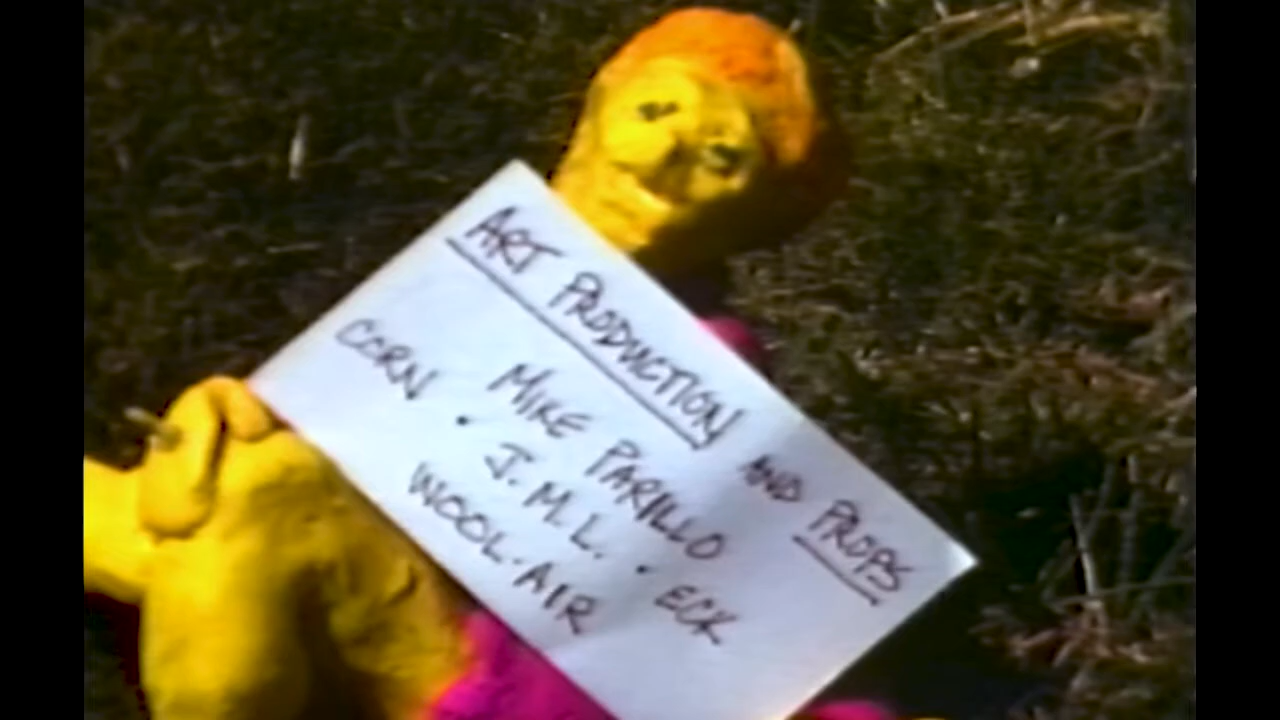 ART PRODUCTION AND PROPS
MIKE PARILLO
CORN . J.M.L. . ECK
WOOL-AIR